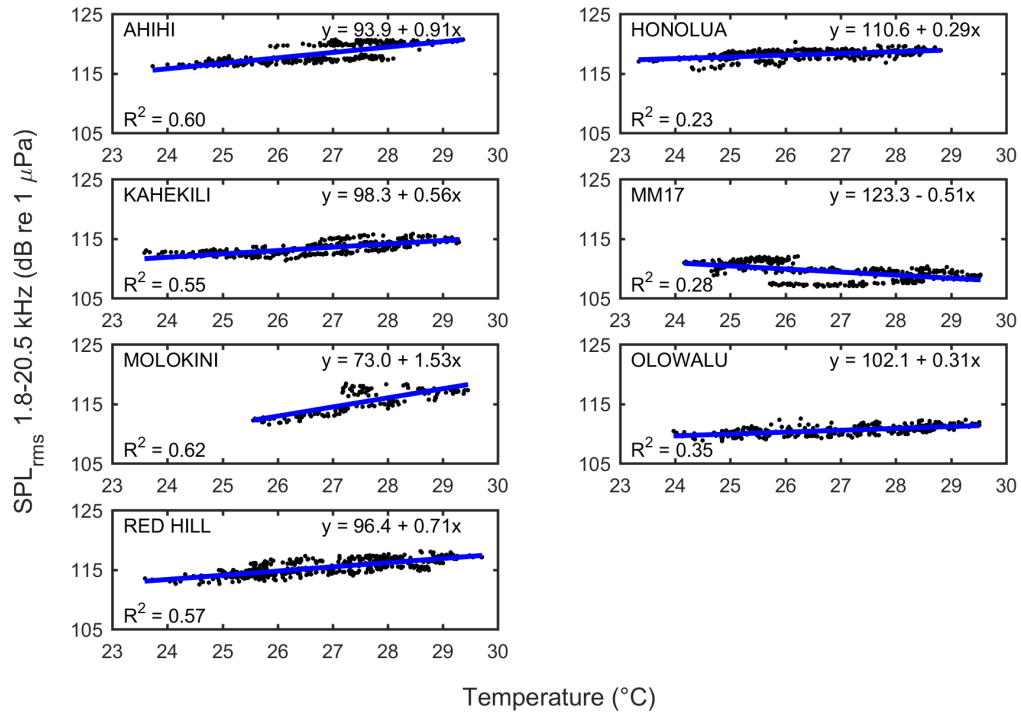 125
AHIHI
y = 93.9 + 0.91x
115
R² = 0.60
105
23 24 25 26 27 28 29 30
125
HONOLUA
y = 110.6 + 0.29x
115
R² = 0.23
105
23 24 25 26 27 28 29 30
125
KAHEKILI
y = 98.3 + 0.56x
115
R² = 0.55
105
23 24 25 26 27 28 29 30
125
MM17
y = 123.3 - 0.51x
115
R² = 0.28
105
23 24 25 26 27 28 29 30
125
MOLOKINI
y = 73.0 + 1.53x
115
R² = 0.62
105
23 24 25 26 27 28 29 30
125
OLOWALU
y = 102.1 + 0.31x
115
R² = 0.35
105
23 24 25 26 27 28 29 30
125
RED HILL
y = 96.4 + 0.71x
115
R² = 0.57
105
23 24 25 26 27 28 29 30
SPLrms 1.8-20.5 kHz (dB re 1 μPa)
Temperature (°C)